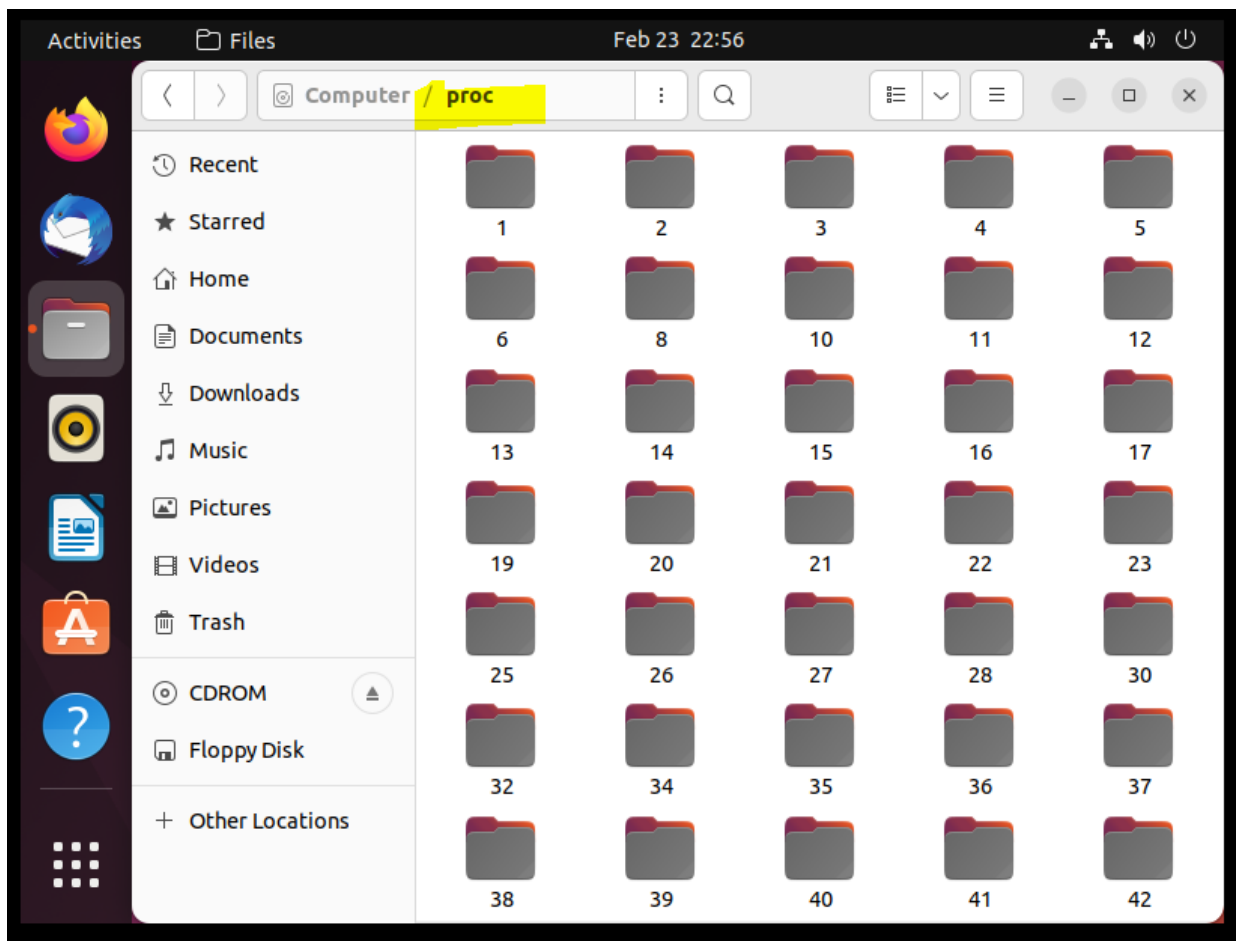 Activities Files Feb 23 22:56
Computer / proc
Recent
Starred
Home
Documents
Downloads
Music
Pictures
Videos
Trash
CDROM
Floppy Disk
+ Other Locations
1 2 3 4 5
6 8 10 11 12
13 14 15 16 17
19 20 21 22 23
25 26 27 28 30
32 34 35 36 37
38 39 40 41 42